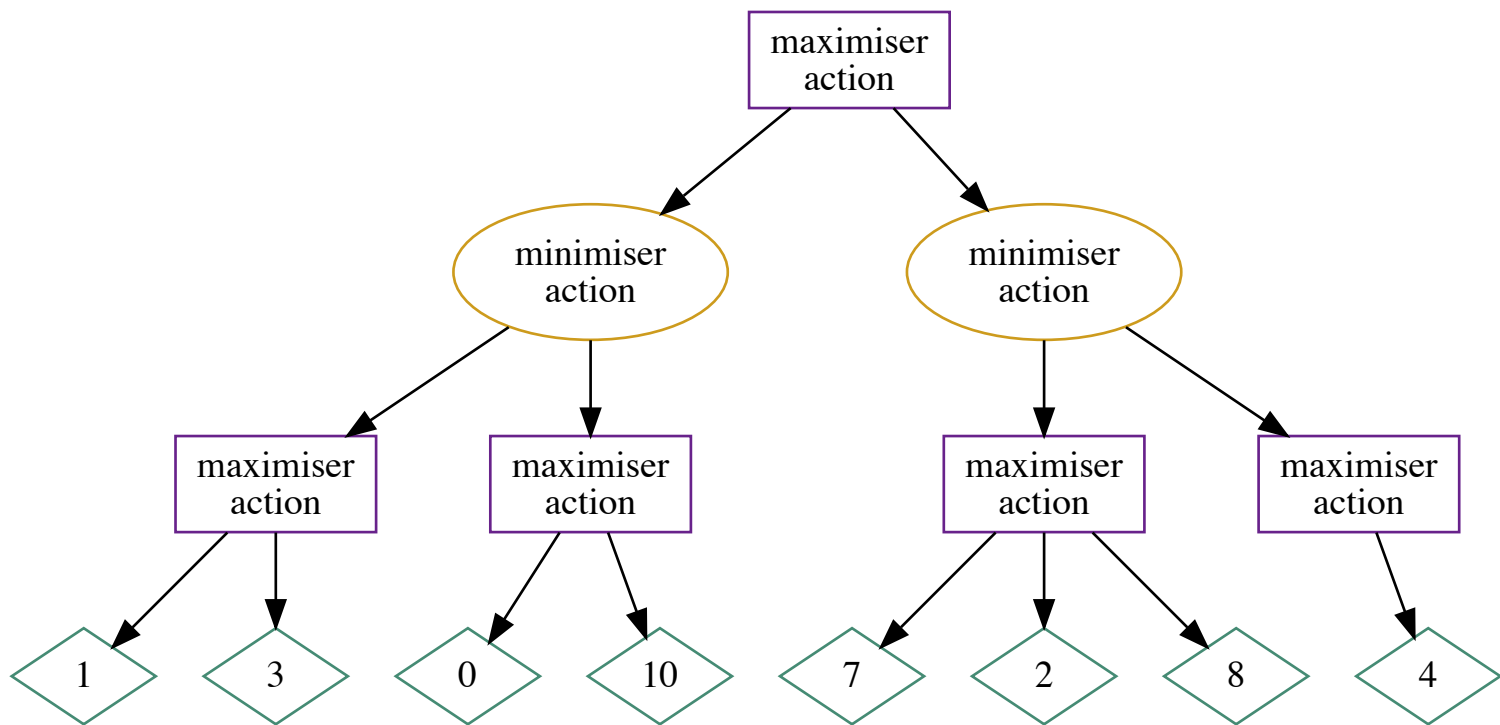 maximiser
action
minimiser
action
minimiser
action
maximiser
action
maximiser
action
maximiser
action
maximiser
action
1
3
0
10
7
2
8
4